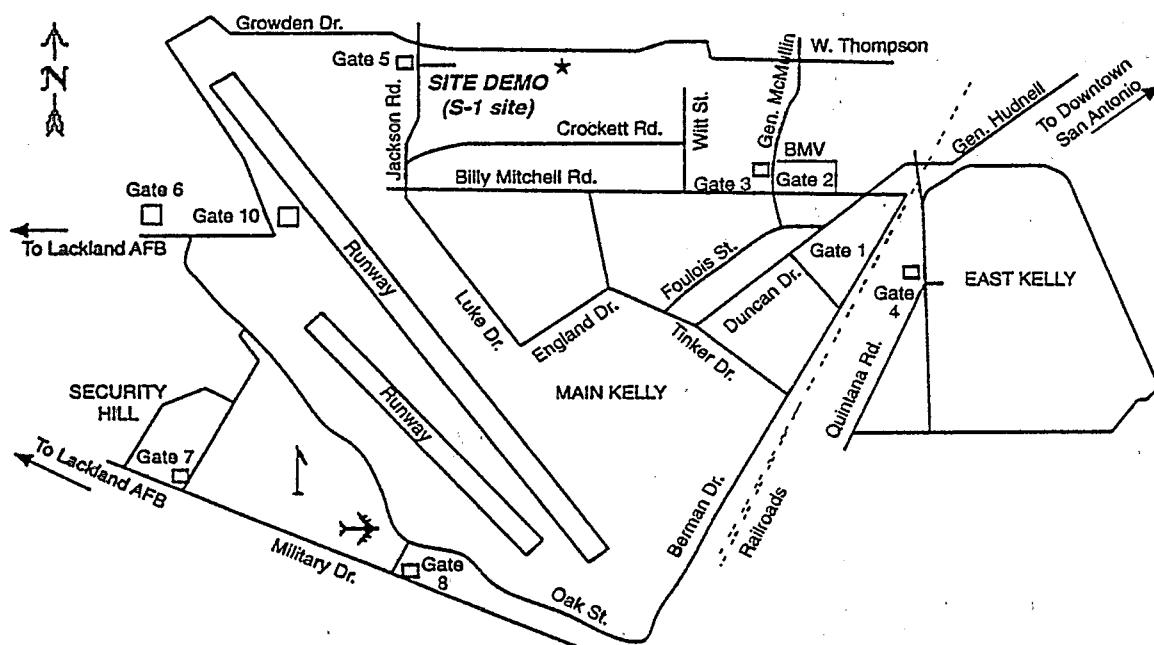 Growden Dr.
N
Gate 5
W. Thompson
SITE DEMO
(S-1 site)
Jackson Rd.
Crockett Rd.
Witt St.
Gen. McMullin
Gen. Hudnell
To Downtown
San Antonio
BMV
Billy Mitchell Rd.
Gate 3
Gate 2
Gate 6
Gate 10
To Lackland AFB
Runway
Foulois St.
Gate 1
Luke Dr.
England Dr.
Duncan Dr.
Gate
4
EAST KELLY
Tinker Dr.
Quintana Rd.
Runway
MAIN KELLY
SECURITY
HILL
To Lackland AFB
Gate 7
Berman Dr.
Railroads
Military Dr.
Gate
8
Oak St.